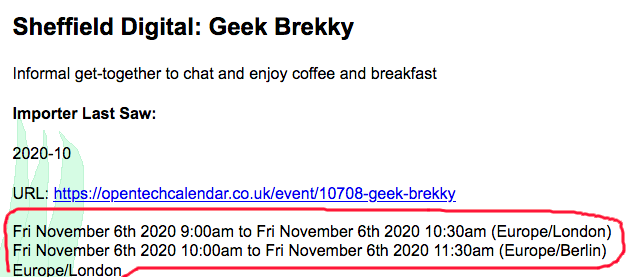 Sheffield Digital: Geek Brekky
Informal get-together to chat and enjoy coffee and breakfast
Importer Last Saw:
2020-10
URL: https://opentechcalendar.co.uk/event/10708-geek-brekky
Fri November 6th 2020 9:00am to Fri November 6th 2020 10:30am (Europe/London)
Fri November 6th 2020 10:00am to Fri November 6th 2020 11:30am (Europe/Berlin)
Europe/London